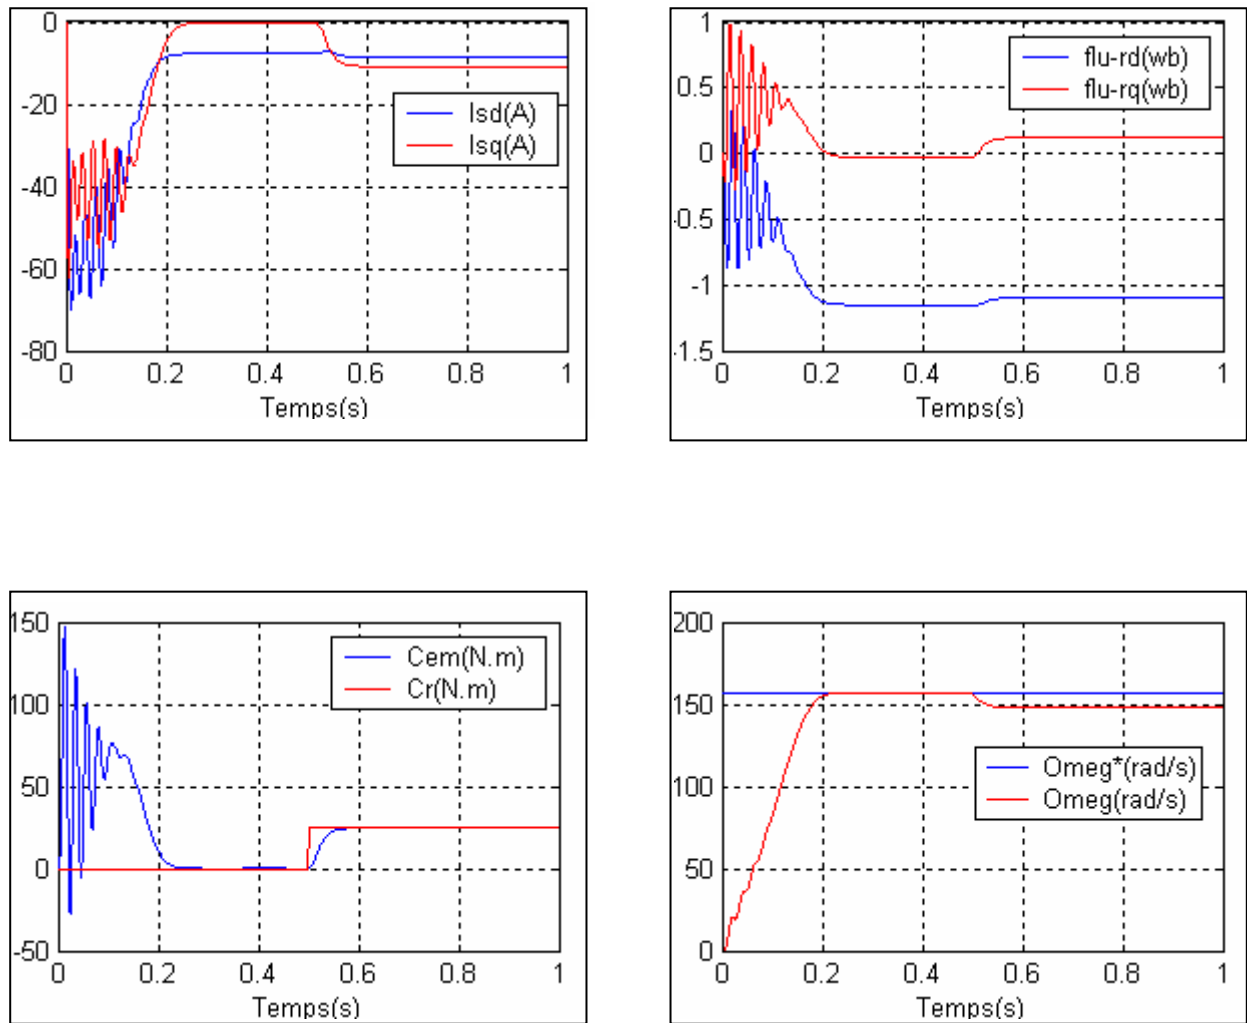 0
-20
-40
-60
-80
0 0.2 0.4 0.6 0.8 1
Temps(s)
Isd(A)
Isq(A)
1
0.5
0
-0.5
-1
-1.5
0 0.2 0.4 0.6 0.8 1
Temps(s)
flu-rd(wb)
flu-rq(wb)
150
100
50
0
-50
0 0.2 0.4 0.6 0.8 1
Temps(s)
Cem(N.m)
Cr(N.m)
200
150
100
50
0
0 0.2 0.4 0.6 0.8 1
Temps(s)
Omeg*(rad/s)
Omeg(rad/s)